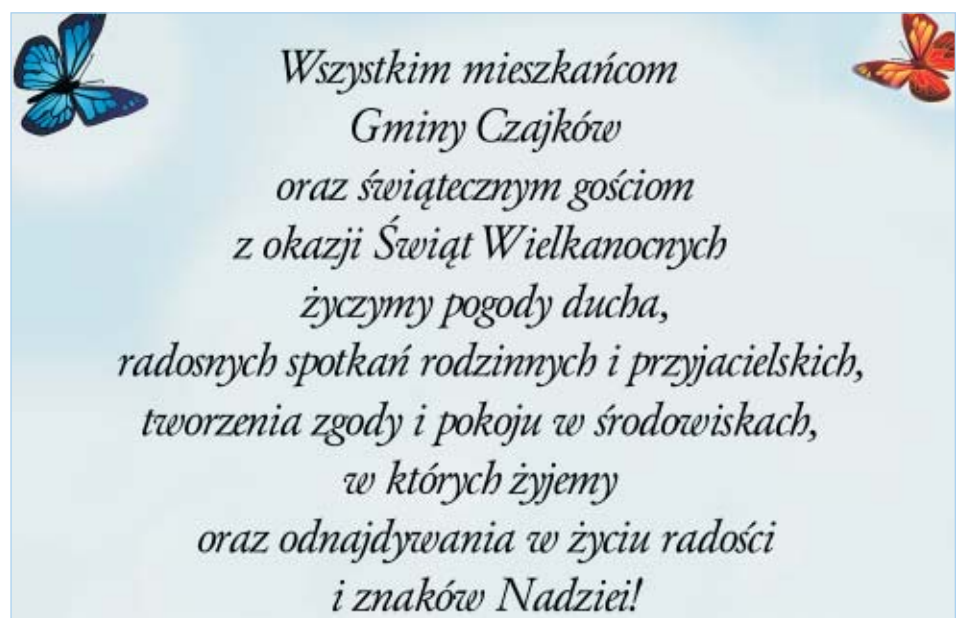 Wszystkim mieszkańcom
Gminy Czajków
oraz świątecznym gościom
z okazji Świąt Wielkanocnych
życzymy pogody ducha,
radosnych spotkań rodzinnych i przyjacielskich,
tworzenia zgody i pokoju w środowiskach,
w których żyjemy
oraz odnajdywania w życiu radości
i znaków Nadziei!